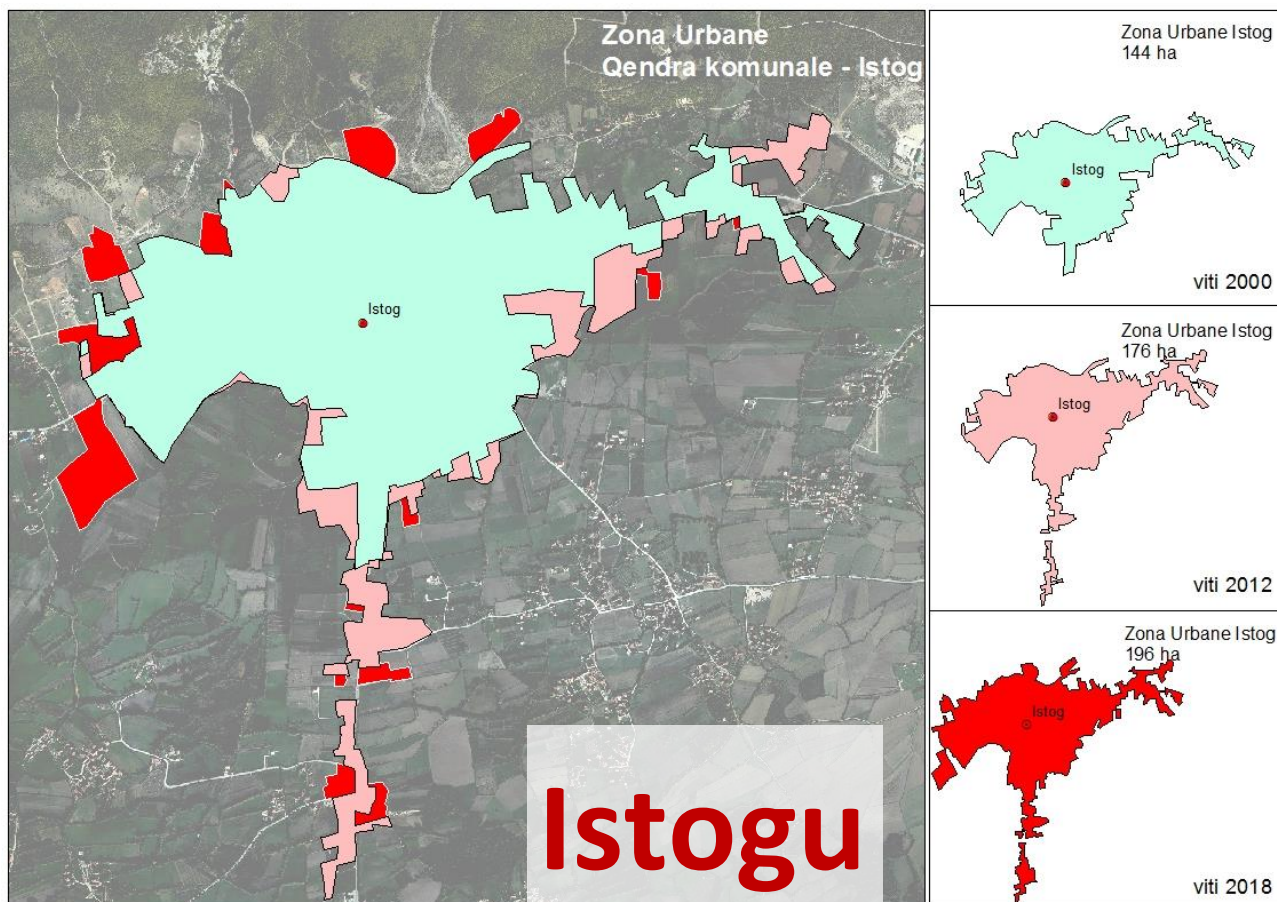 Zona Urbane
Qendra komunale - Istog
Istog
Istogu
Zona Urbane Istog
144 ha
Istog
viti 2000
Zona Urbane Istog
176 ha
Istog
viti 2012
Zona Urbane Istog
196 ha
Istog
viti 2018